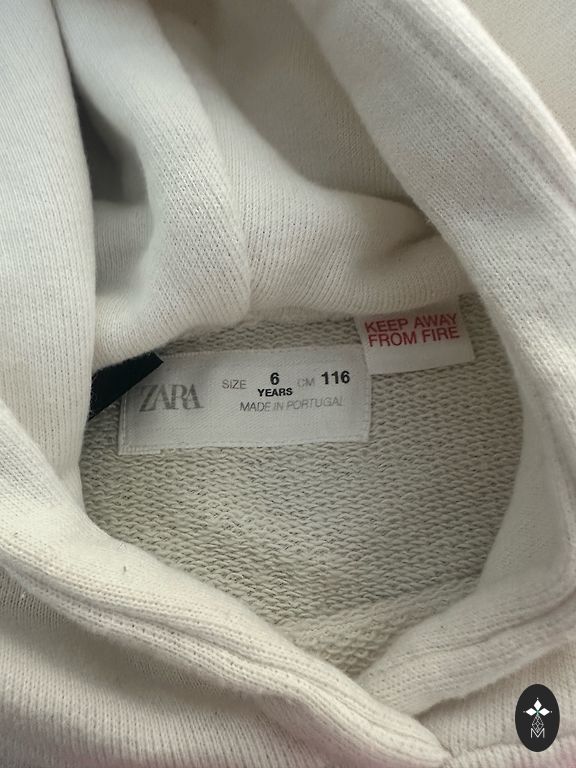 ZARA
SIZE 6 CM 116
YEARS
MADE IN PORTUGAL
KEEP AWAY
FROM FIRE
M